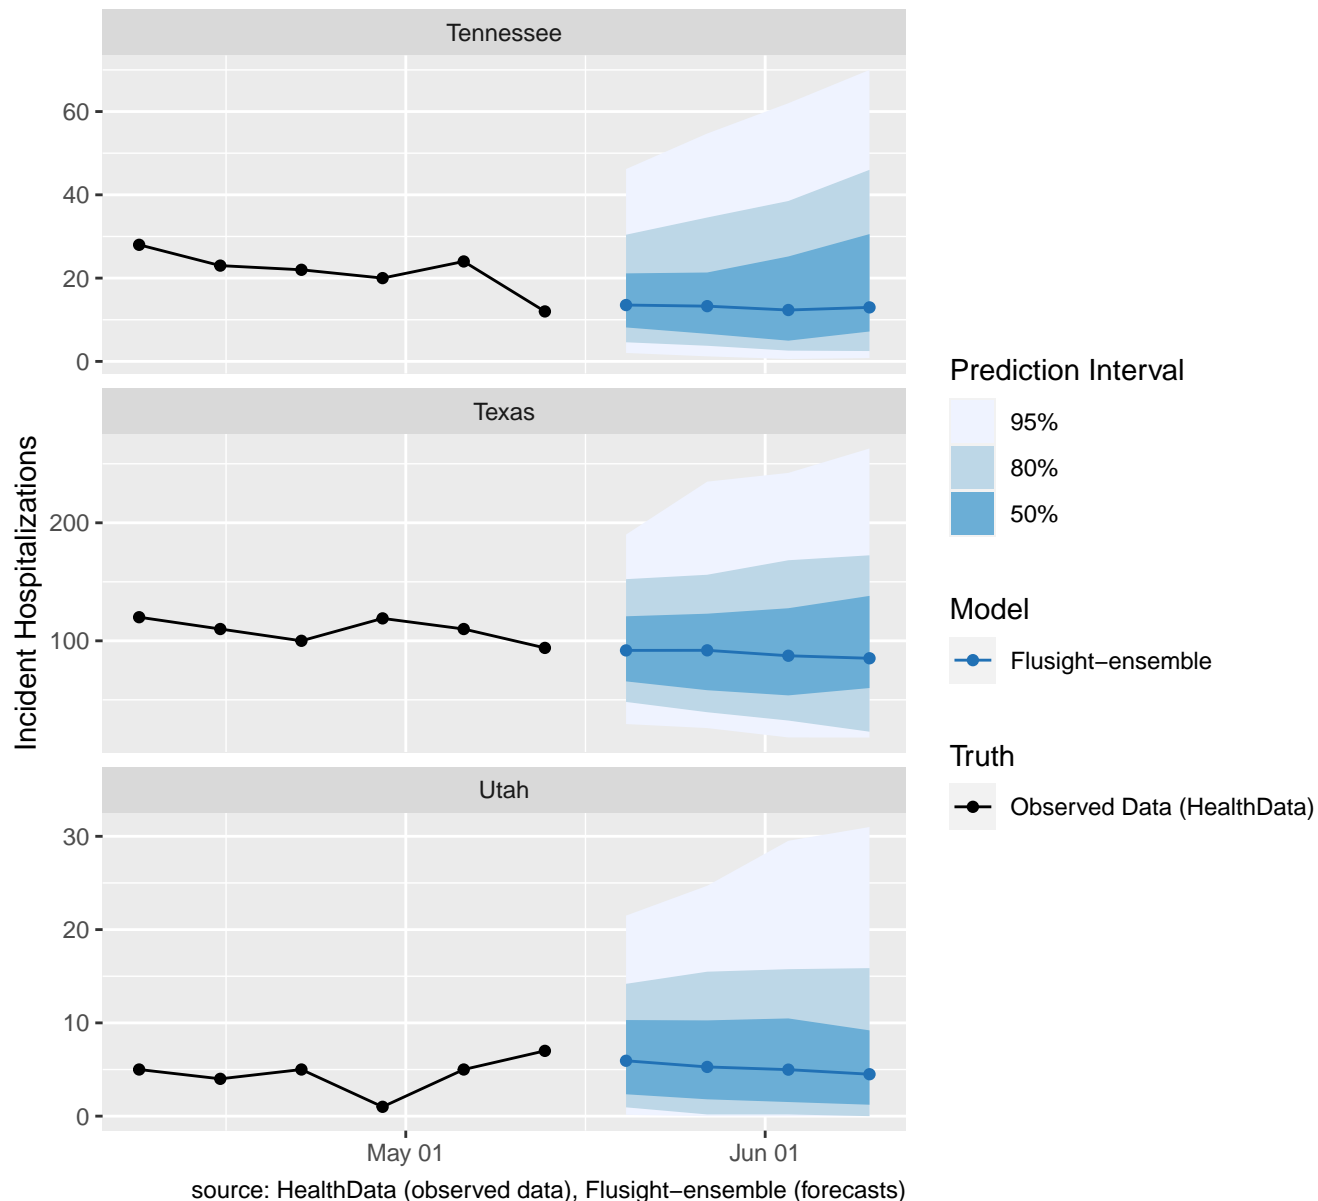 Tennessee
60
40
20
0
Texas
200
100
Utah
30
20
10
0
May 01
Jun 01
Incident Hospitalizations
source: HealthData (observed data), Flusight−ensemble (forecasts)
Prediction Interval
95%
80%
50%
Model
Flusight−ensemble
Truth
Observed Data (HealthData)